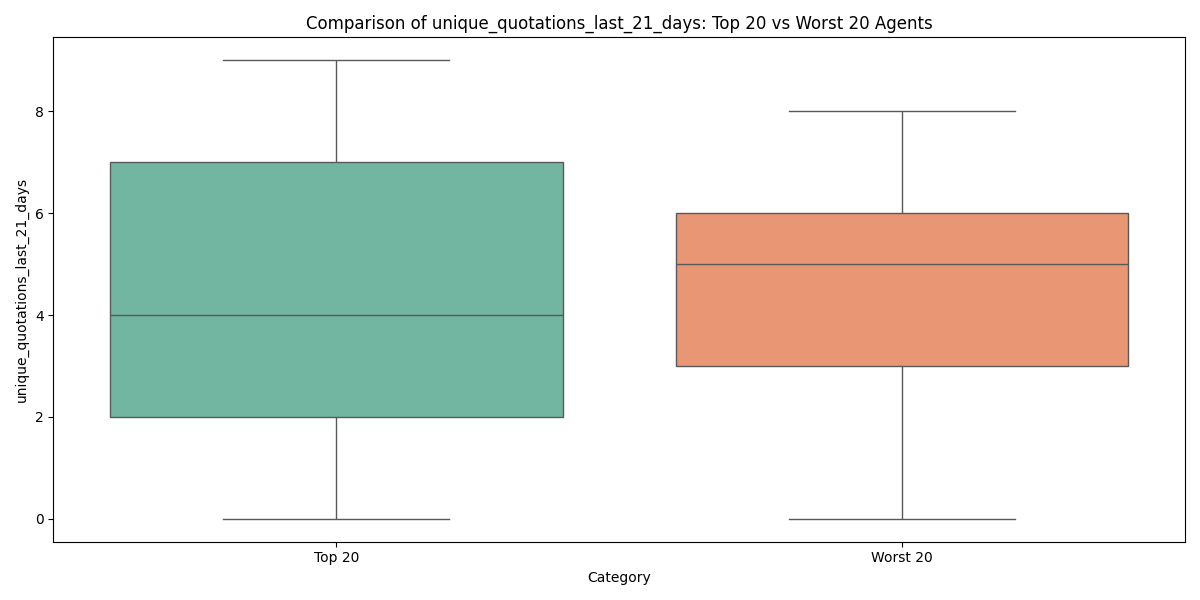 Comparison of unique_quotations_last_21_days: Top 20 vs Worst 20 Agents
unique_quotations_last_21_days
8
6
4
2
0
Top 20
Worst 20
Category